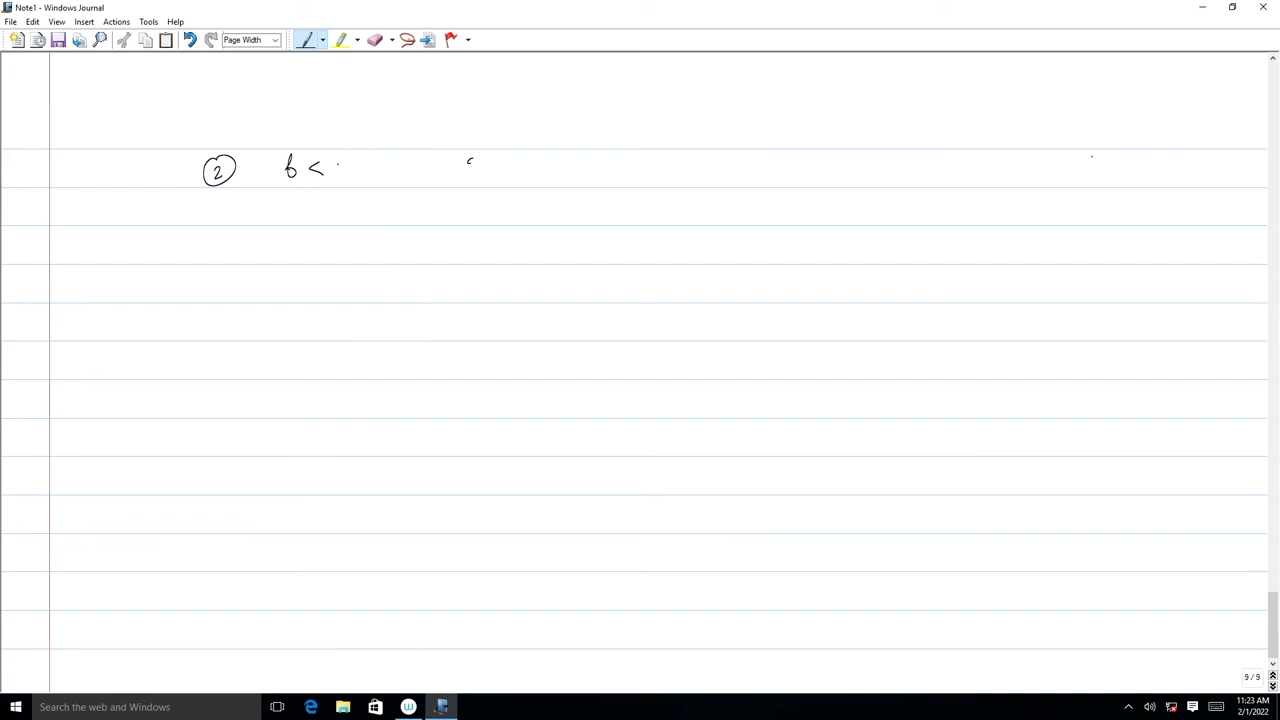 Note1 - Windows Journal
File Edit View Insert Actions Tools Help
Page Width
② b <
9 / 9
Search the web and Windows
11:23 AM
2/1/2022